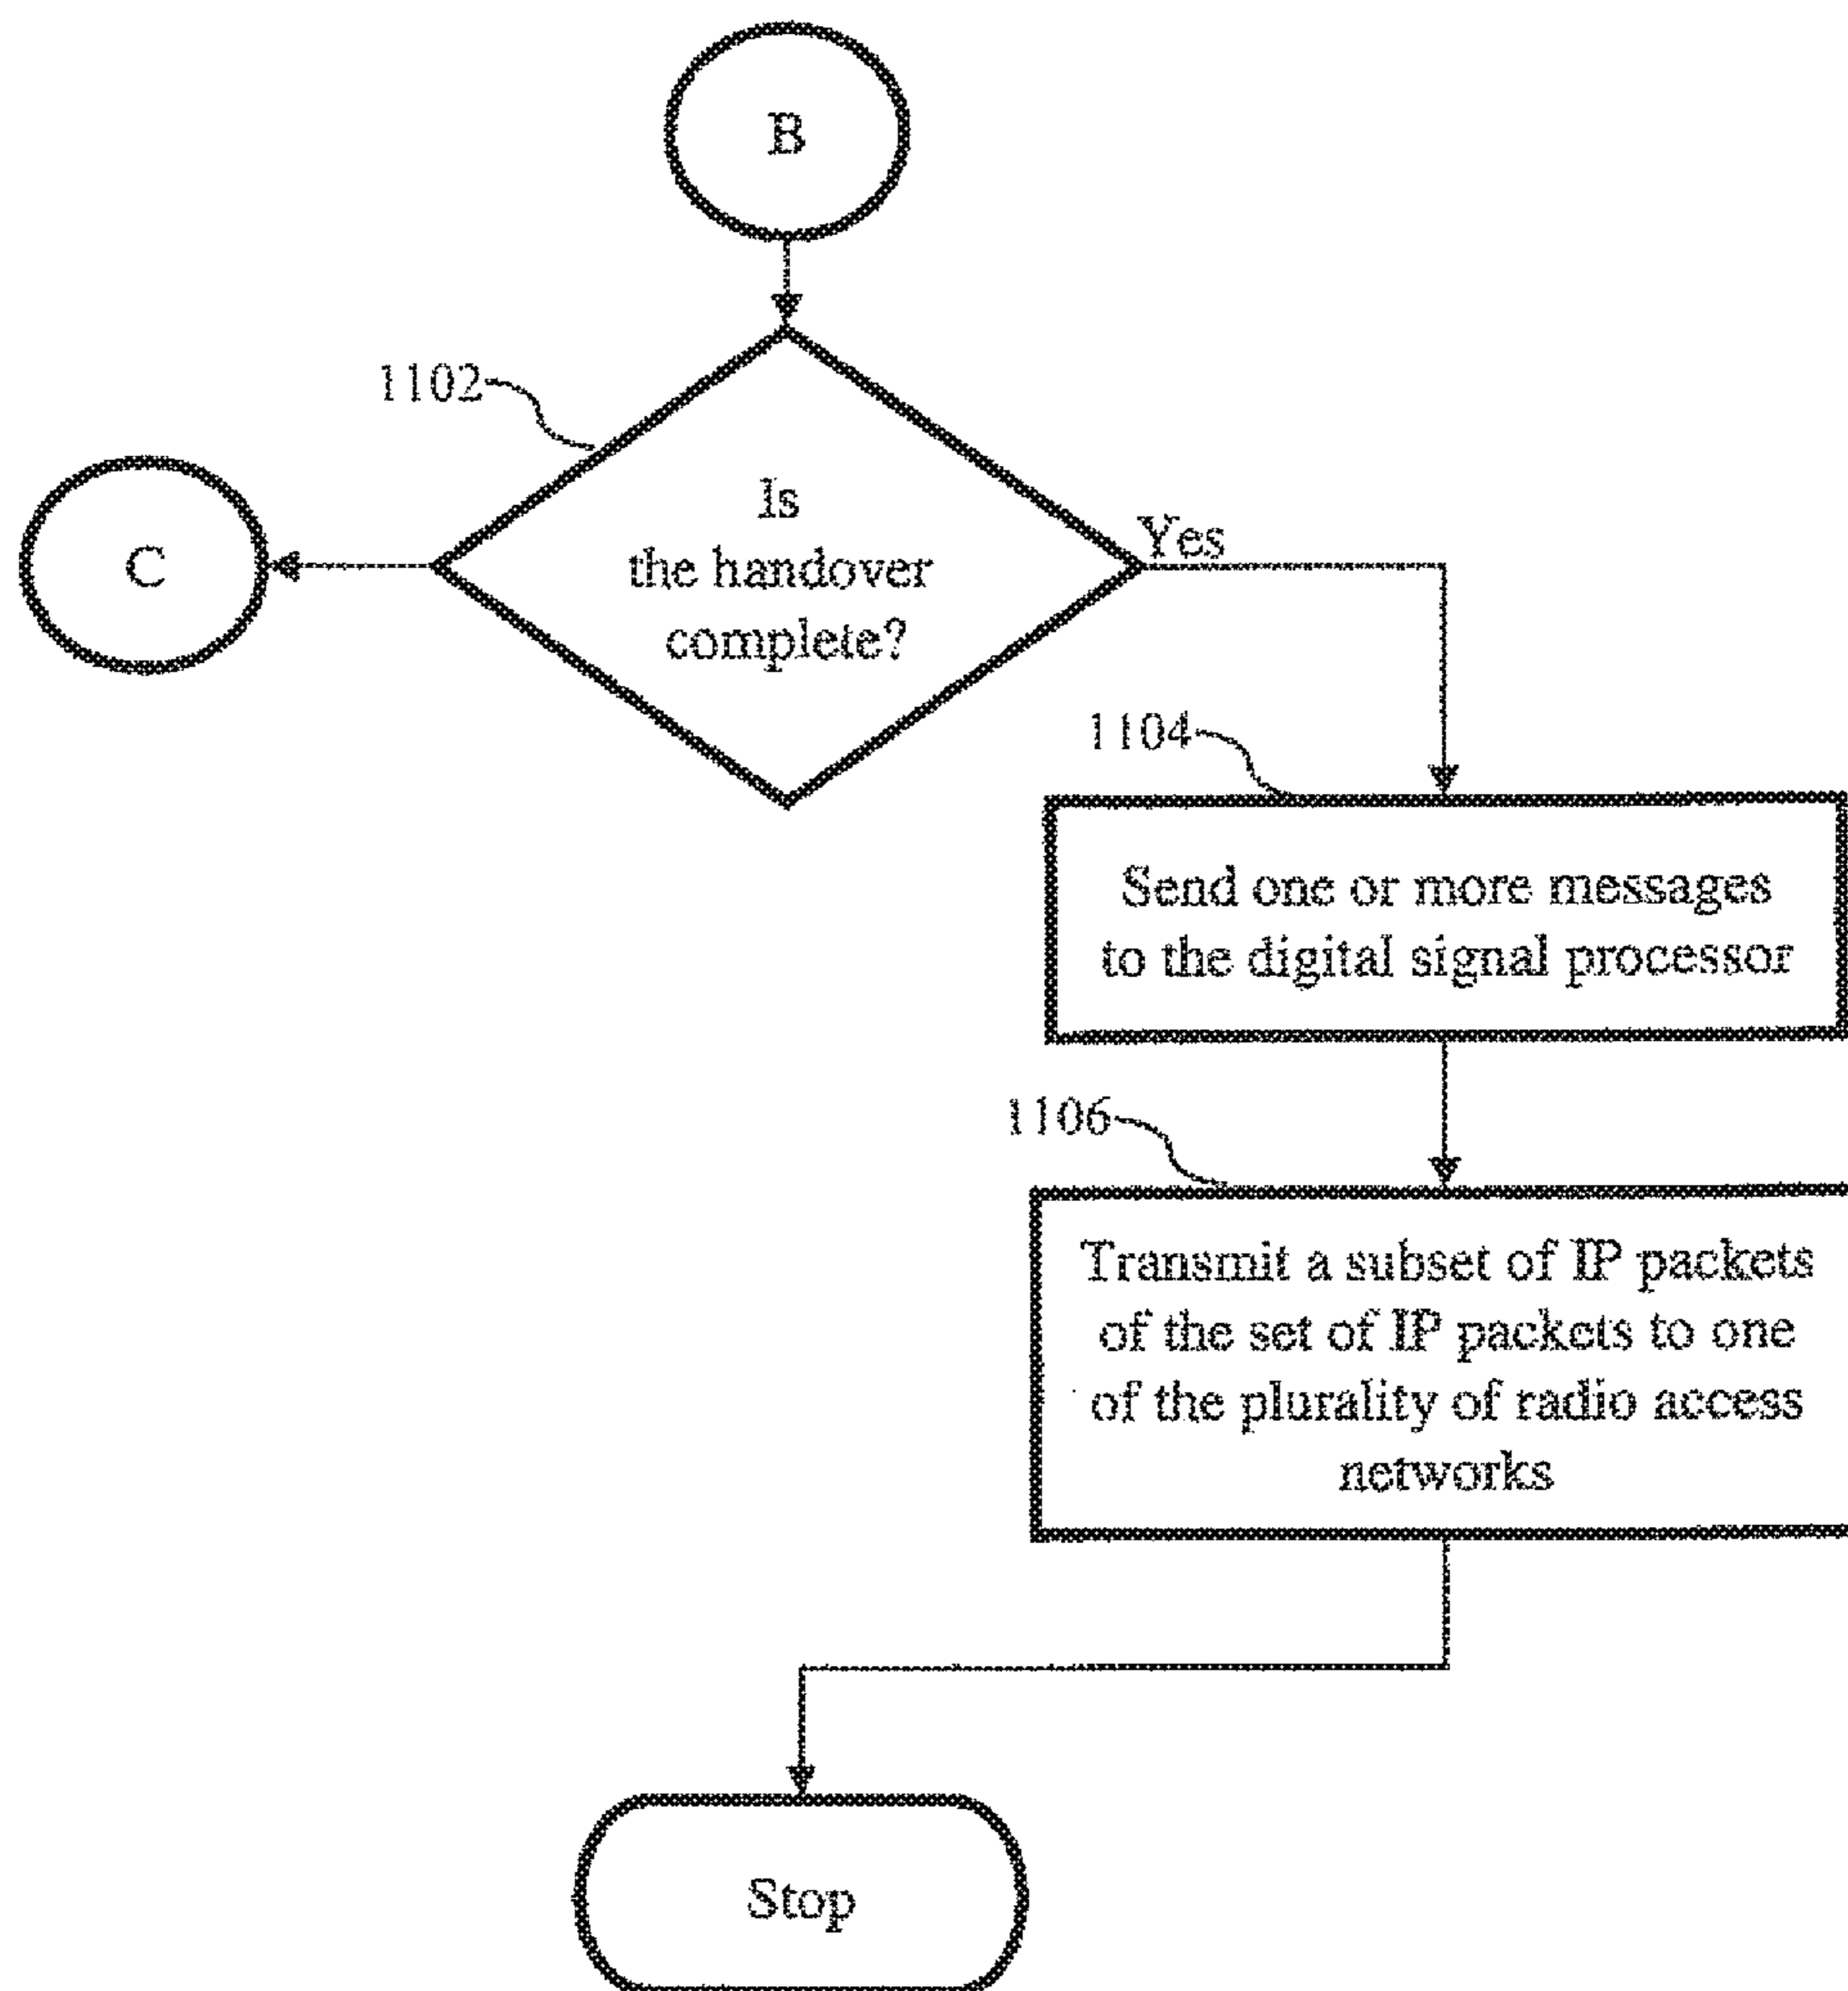 B
1102
Is
the handover
complete?
Yes
C
1104
Send one or more messages
to the digital signal processor
1106
Transmit a subset of IP packets
of the set of IP packets to one
of the plurality of radio access
networks
Stop